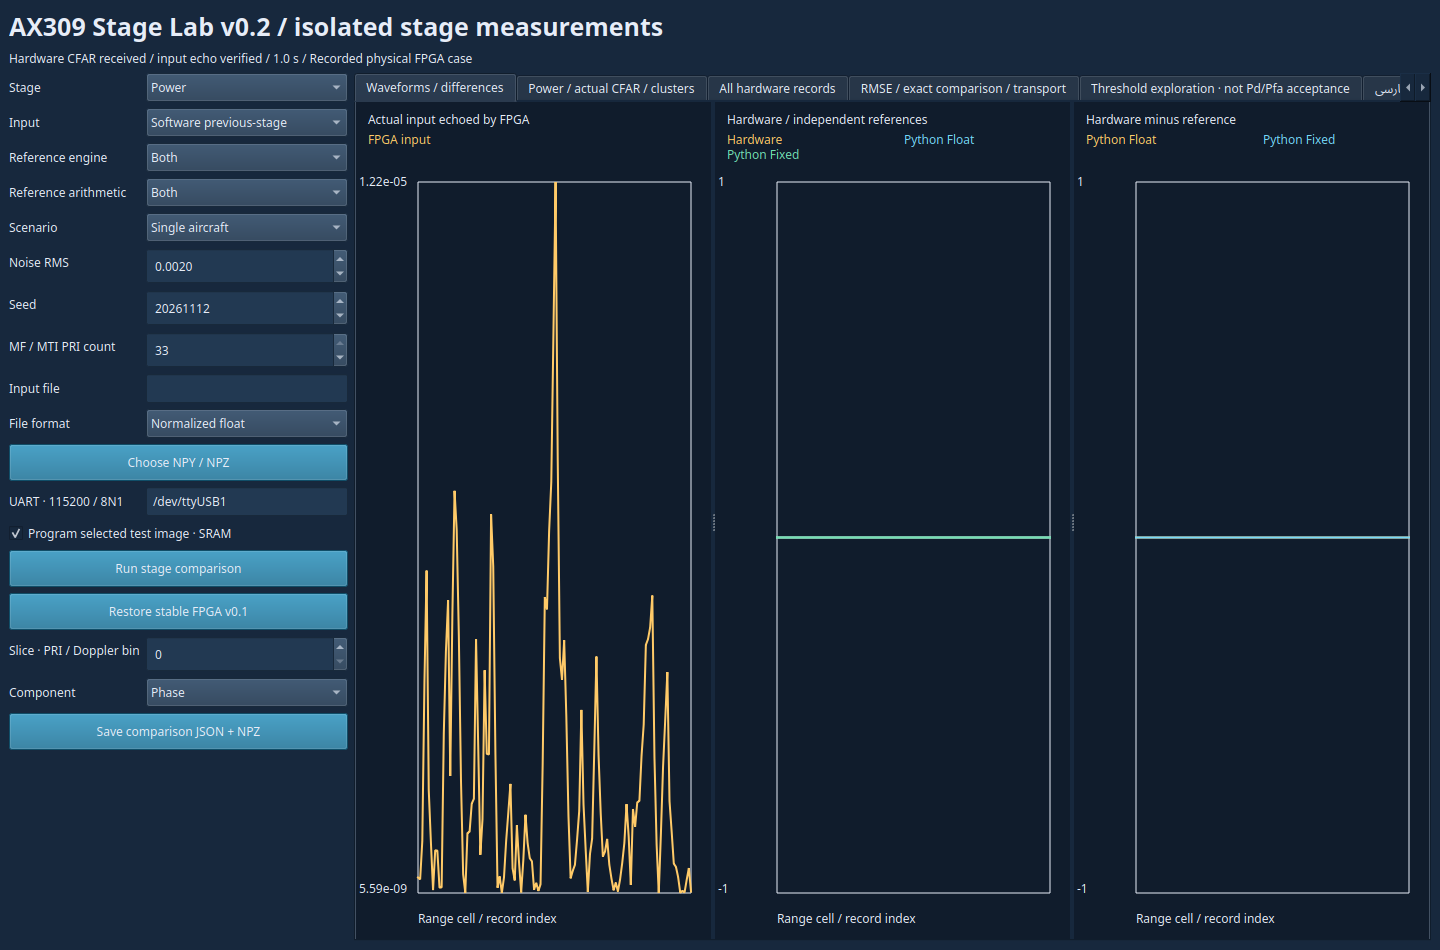 AX309 Stage Lab v0.2 / isolated stage measurements
Hardware CFAR received / input echo verified / 1.0 s / Recorded physical FPGA case
Stage
Power
Input
Software previous-stage
Reference engine
Both
Reference arithmetic
Both
Scenario
Single aircraft
Noise RMS
0.0020
Seed
20261112
MF / MTI PRI count
33
Input file
File format
Normalized float
Choose NPY / NPZ
UART · 115200 / 8N1
/dev/ttyUSB1
Program selected test image · SRAM
Run stage comparison
Restore stable FPGA v0.1
Slice · PRI / Doppler bin
0
Component
Phase
Save comparison JSON + NPZ
Waveforms / differences
Power / actual CFAR / clusters
All hardware records
RMSE / exact comparison / transport
Threshold exploration · not Pd/Pfa acceptance
Actual input echoed by FPGA
FPGA input
1.22e-05
5.59e-09
Range cell / record index
Hardware / independent references
Hardware
Python Float
Python Fixed
1
-1
Range cell / record index
Hardware minus reference
Python Float
Python Fixed
1
-1
Range cell / record index